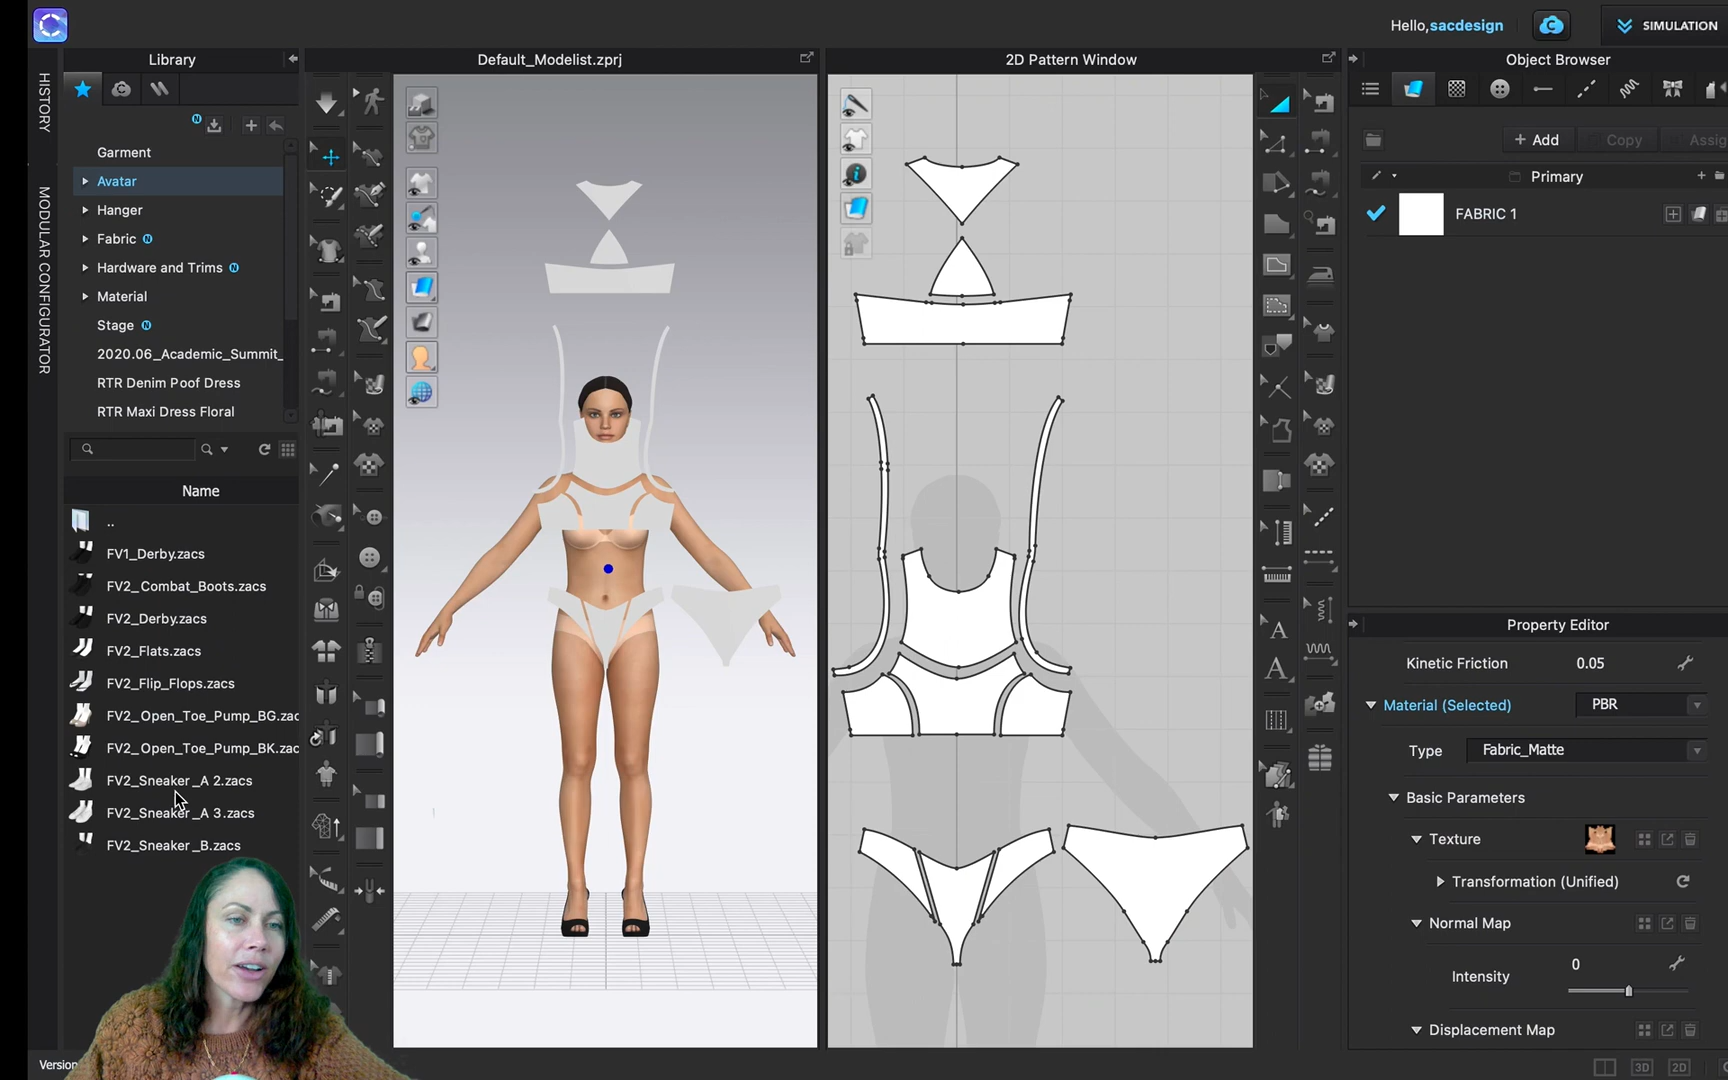 Hello,sacdesign
SIMULATION
Library
Default_Modelist.zprj
2D Pattern Window
Object Browser
HISTORY
MODULAR CONFIGURATOR
Garment
Avatar
Hanger
Fabric N
Hardware and Trims N
Material
Stage N
2020.06_Academic_Summit_
RTR Denim Poof Dress
RTR Maxi Dress Floral
Name
..
FV1_Derby.zacs
FV2_Combat_Boots.zacs
FV2_Derby.zacs
FV2_Flats.zacs
FV2_Flip_Flops.zacs
FV2_Open_Toe_Pump_BG.zac
FV2_Open_Toe_Pump_BK.zac
FV2_Sneaker_A 2.zacs
FV2_Sneaker_A 3.zacs
FV2_Sneaker_B.zacs
Version
+ Add
Copy
Assig
Primary
FABRIC 1
Property Editor
Kinetic Friction 0.05
Material (Selected) PBR
Type Fabric_Matte
Basic Parameters
Texture
Transformation (Unified)
Normal Map
Intensity 0
Displacement Map
3D 2D